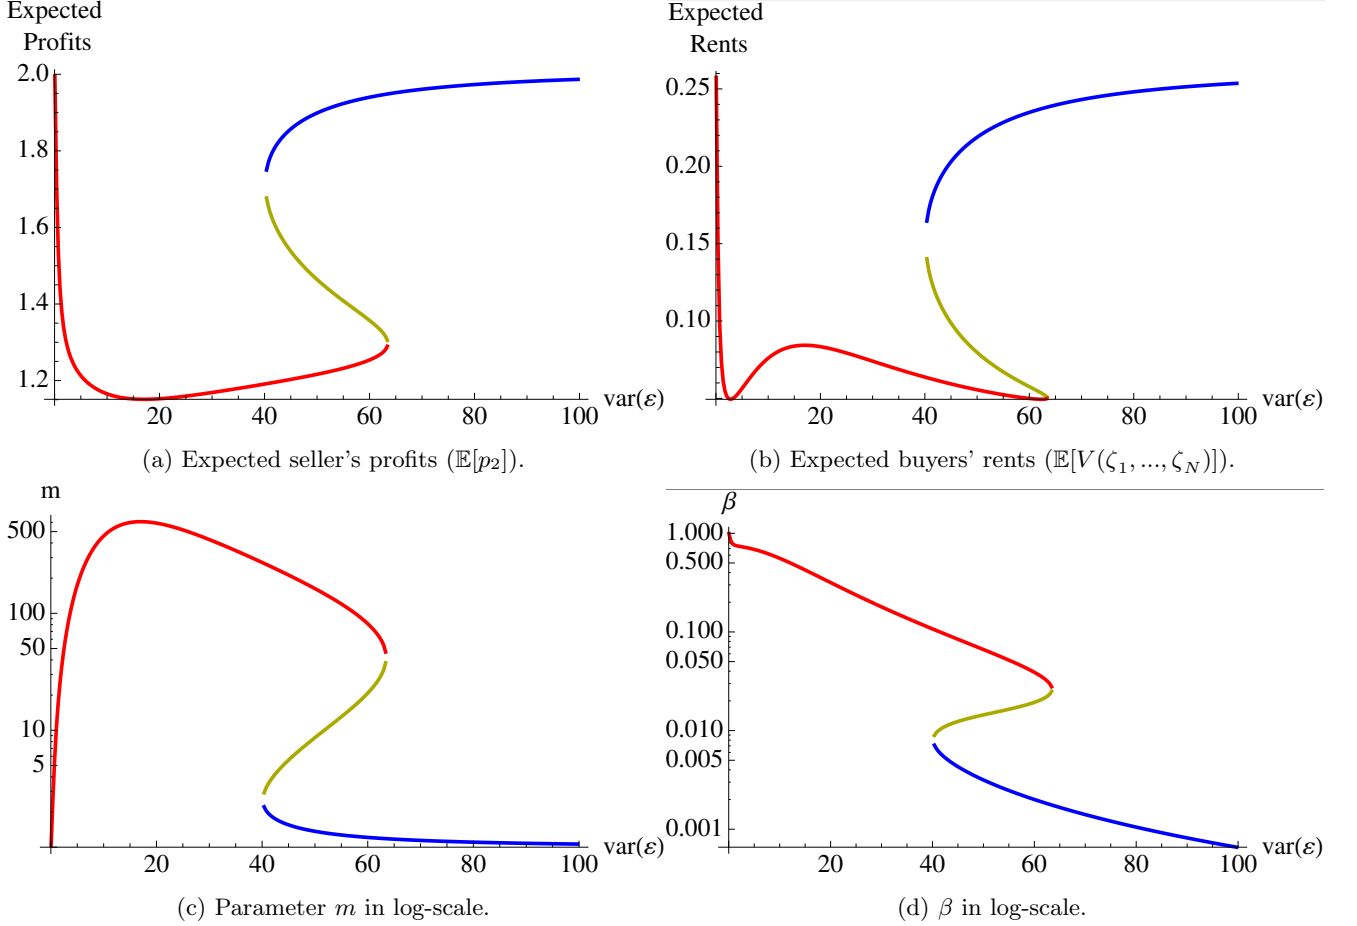 Expected
Profits
2.0
1.8
1.6
1.4
1.2
20 40 60 80 100 var(ε)
(a) Expected seller's profits (𝔼[p₂]).
Expected
Rents
0.25
0.20
0.15
0.10
20 40 60 80 100 var(ε)
(b) Expected buyers' rents (𝔼[V(ζ₁, ..., ζ_N)]).
m
500
100
50
10
5
20 40 60 80 100 var(ε)
(c) Parameter m in log-scale.
β
1.000
0.500
0.100
0.050
0.010
0.005
0.001
20 40 60 80 100 var(ε)
(d) β in log-scale.